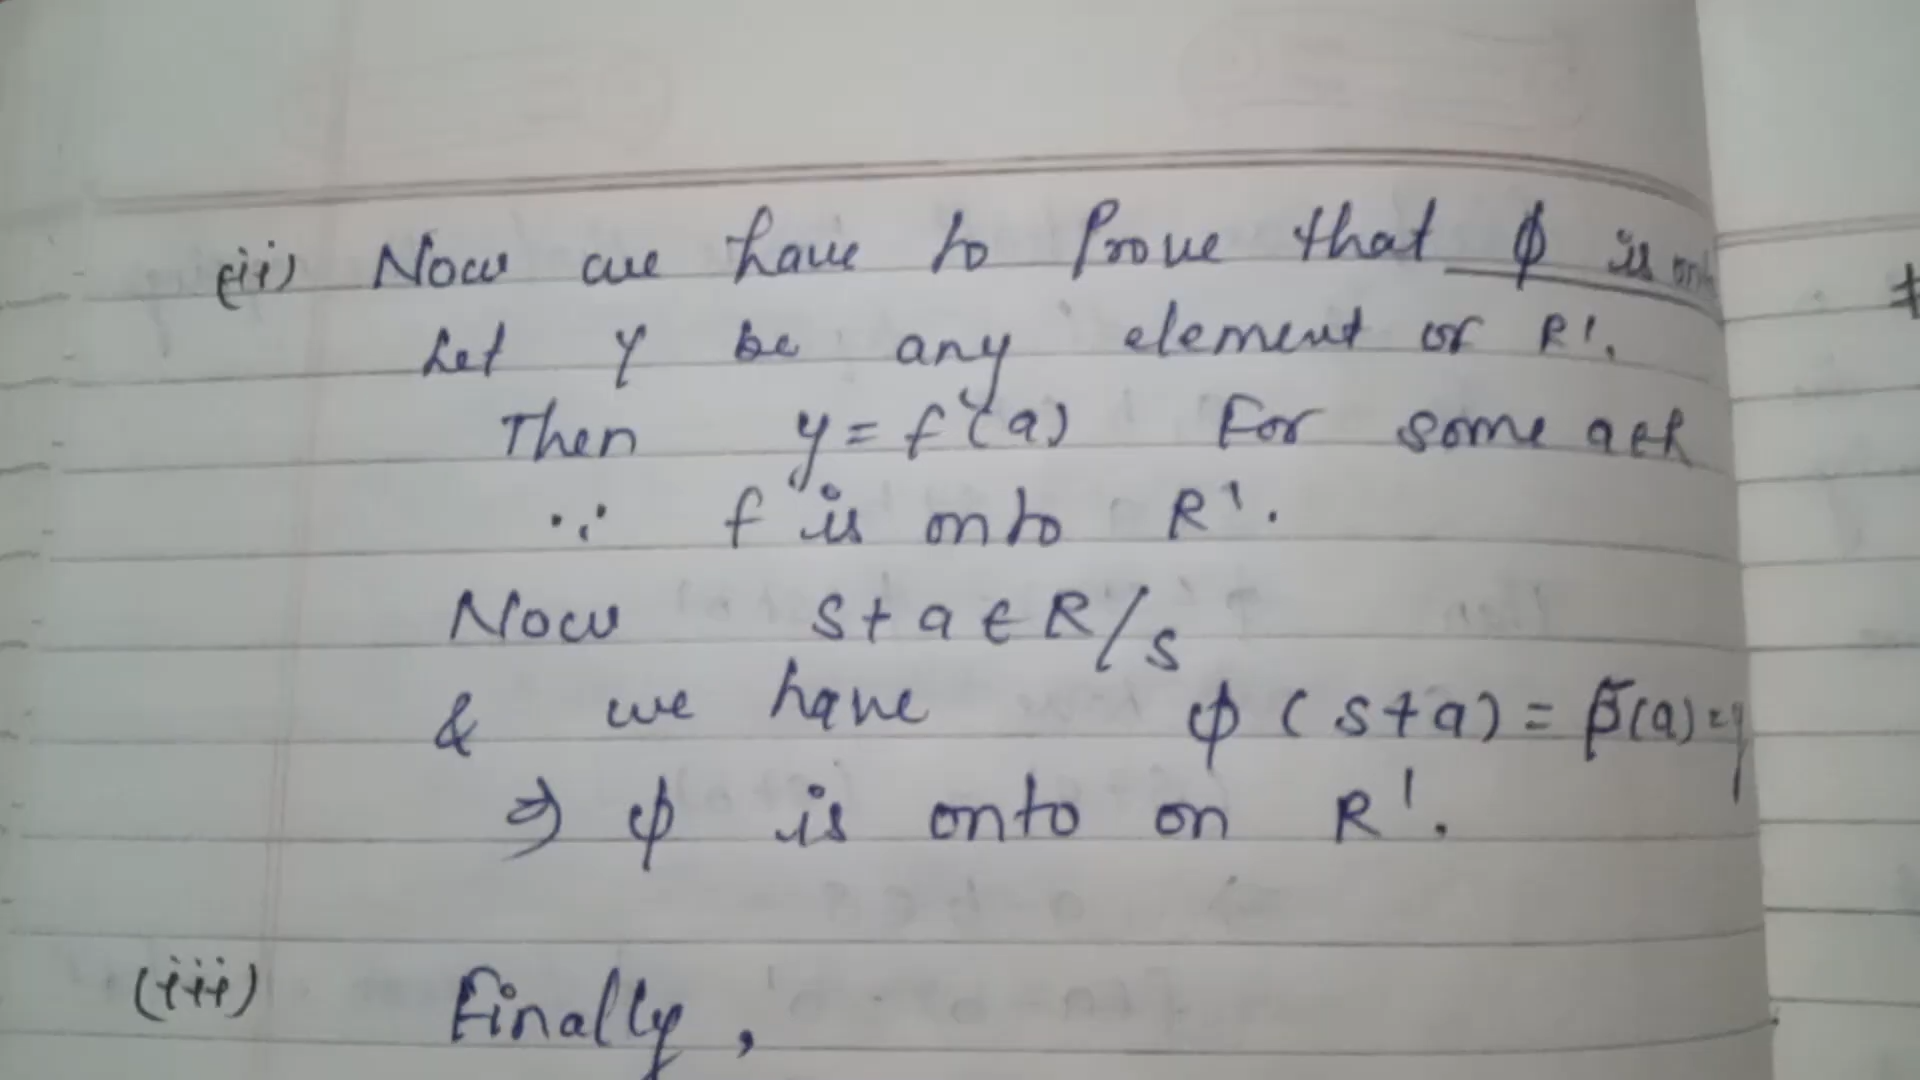 (ii) Now we have to Prove that ϕ is onto
Let y be any element of R'.
Then y = f(a) For some a∈R
∵ f is onto R'.
Now S+a ∈ R/S
& we have ϕ(S+a) = f(a) = y
⇒ ϕ is onto on R'.
(iii) Finally,